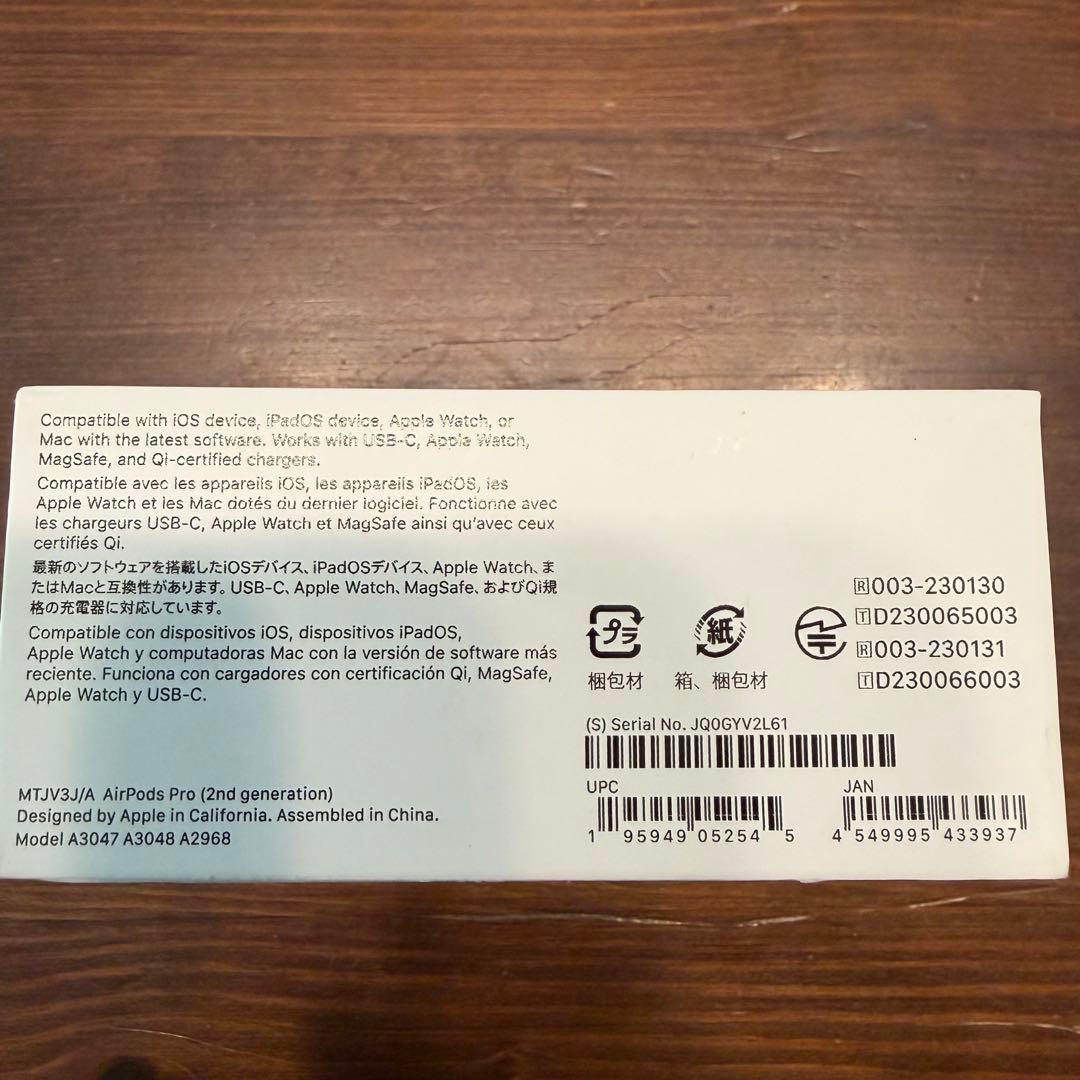 Compatible with iOS device, iPadOS device, Apple Watch, or
Mac with the latest software. Works with USB-C, Apple Watch,
MagSafe, and Qi-certified chargers.
Compatible avec les appareils iOS, les appareils iPadOS, les
Apple Watch et les Mac dotés du dernier logiciel. Fonctionne avec
les chargeurs USB-C, Apple Watch et MagSafe ainsi qu'avec ceux
certifiés Qi.
最新のソフトウェアを搭載したiOSデバイス、iPadOSデバイス、Apple Watch、ま
たはMacと互換性があります。USB-C、Apple Watch、MagSafe、およびQi規
格の充電器に対応しています。
Compatible con dispositivos iOS, dispositivos iPadOS,
Apple Watch y computadoras Mac con la versión de software más
reciente. Funciona con cargadores con certificación Qi, MagSafe,
Apple Watch y USB-C.
MTJV3J/A AirPods Pro (2nd generation)
Designed by Apple in California. Assembled in China.
Model A3047 A3048 A2968
プラ
梱包材
紙
箱、梱包材
R 003-230130
T D230065003
R 003-230131
T D230066003
(S) Serial No. JQ0GYV2L61
UPC
1 95949 05254 5
JAN
4 549995 433937